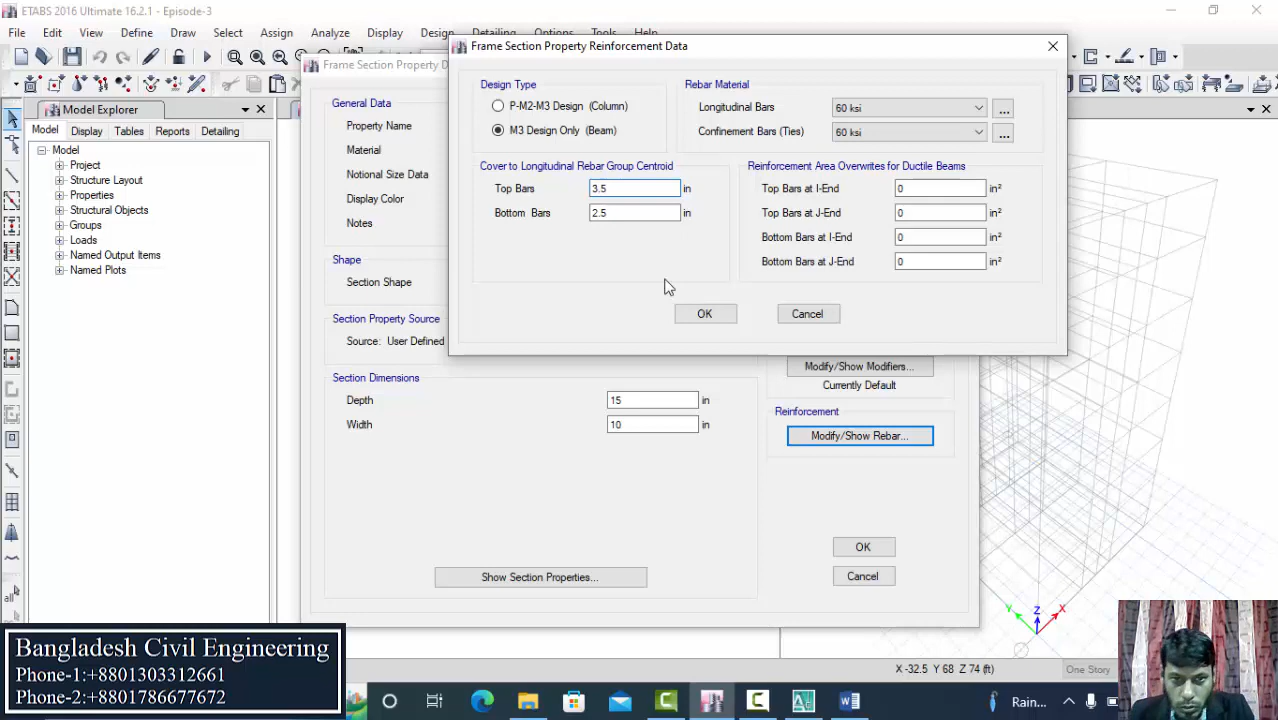 ETABS 2016 Ultimate 16.2.1 - Episode-3
File Edit View Define Draw Select Assign Analyze Display Design Detailing Options Tools Help
Frame Section Property Reinforcement Data
Frame Section Property D
Design Type
P-M2-M3 Design (Column)
M3 Design Only (Beam)
Rebar Material
Longitudinal Bars 60 ksi ...
Confinement Bars (Ties) 60 ksi ...
Cover to Longitudinal Rebar Group Centroid
Top Bars 3.5 in
Bottom Bars 2.5 in
Reinforcement Area Overwrites for Ductile Beams
Top Bars at I-End 0 in²
Top Bars at J-End 0 in²
Bottom Bars at I-End 0 in²
Bottom Bars at J-End 0 in²
OK Cancel
Model Explorer
Model Display Tables Reports Detailing
Model
Project
Structure Layout
Properties
Structural Objects
Groups
Loads
Named Output Items
Named Plots
General Data
Property Name
Material
Notional Size Data
Display Color
Notes
Shape
Section Shape
Section Property Source
Source: User Defined
Section Dimensions
Depth 15 in
Width 10 in
Modify/Show Modifiers...
Currently Default
Reinforcement
Modify/Show Rebar...
Show Section Properties...
OK
Cancel
Y Z X
all
X -32.5 Y 68 Z 74 (ft) One Story
Bangladesh Civil Engineering
Phone-1:+8801303312661
Phone-2:+8801786677672
Rain...